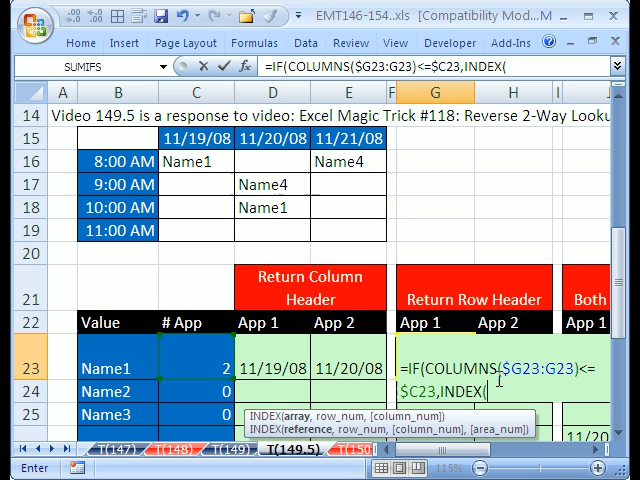 EMT146-154..xls [Compatibility Mod... M
Home Insert Page Layout Formulas Data Review View Developer Add-Ins
SUMIFS =IF(COLUMNS($G23:G23)<=$C23,INDEX(
A B C D E F G H I J
14 Video 149.5 is a response to video: Excel Magic Trick #118: Reverse 2-Way Looku
15 11/19/08 11/20/08 11/21/08
16 8:00 AM Name1 Name4
17 9:00 AM Name4
18 10:00 AM Name1
19 11:00 AM
20
21 Return Column Header Return Row Header Both
22 Value # App App 1 App 2 App 1 App 2 App 1
23 Name1 2 11/19/08 11/20/08 =IF(COLUMNS($G23:G23)<=
$C23,INDEX(
24 Name2 0
25 Name3 0
INDEX(array, row_num, [column_num])
INDEX(reference, row_num, [column_num], [area_num])
11/20
T(147) T(148) T(149) T(149.5) T(150
Enter 115%